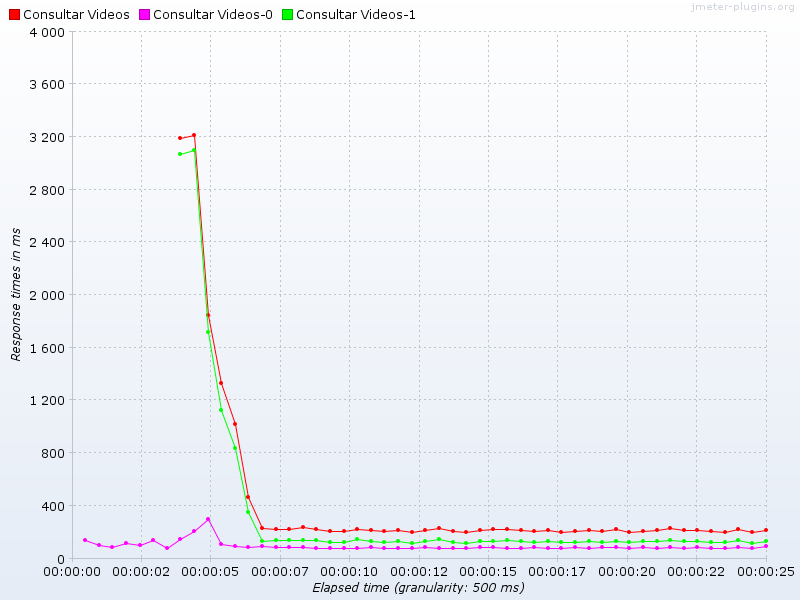 Consultar Videos Consultar Videos-0 Consultar Videos-1
jmeter-plugins.org
4 000
3 600
3 200
2 800
2 400
2 000
1 600
1 200
800
400
0
Response times in ms
00:00:00 00:00:02 00:00:05 00:00:07 00:00:10 00:00:12 00:00:15 00:00:17 00:00:20 00:00:22 00:00:25
Elapsed time (granularity: 500 ms)